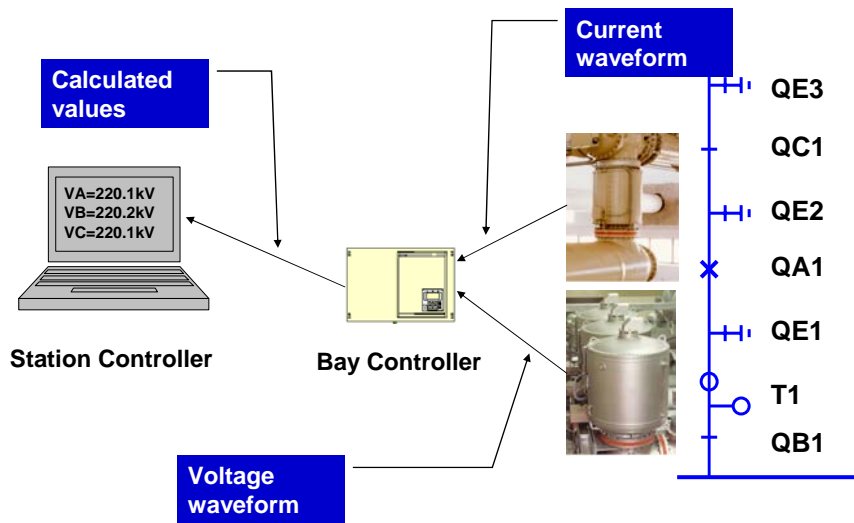 Current
waveform
Calculated
values
VA=220.1kV
VB=220.2kV
VC=220.1kV
Station Controller
Bay Controller
Voltage
waveform
QE3
QC1
QE2
QA1
QE1
T1
QB1